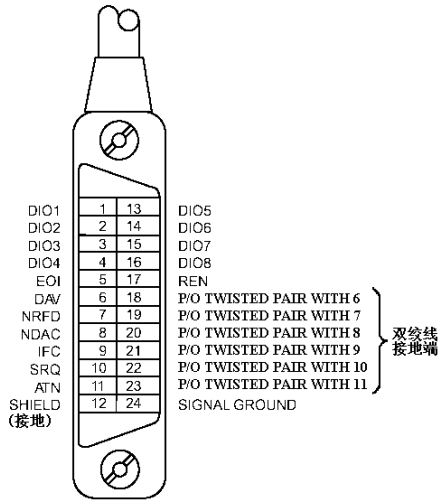 DIO1 1 13 DIO5
DIO2 2 14 DIO6
DIO3 3 15 DIO7
DIO4 4 16 DIO8
EOI 5 17 REN
DAV 6 18 P/O TWISTED PAIR WITH 6
NRFD 7 19 P/O TWISTED PAIR WITH 7
NDAC 8 20 P/O TWISTED PAIR WITH 8
IFC 9 21 P/O TWISTED PAIR WITH 9
SRQ 10 22 P/O TWISTED PAIR WITH 10
ATN 11 23 P/O TWISTED PAIR WITH 11
SHIELD 12 24 SIGNAL GROUND
(接地)
双绞线
接地端